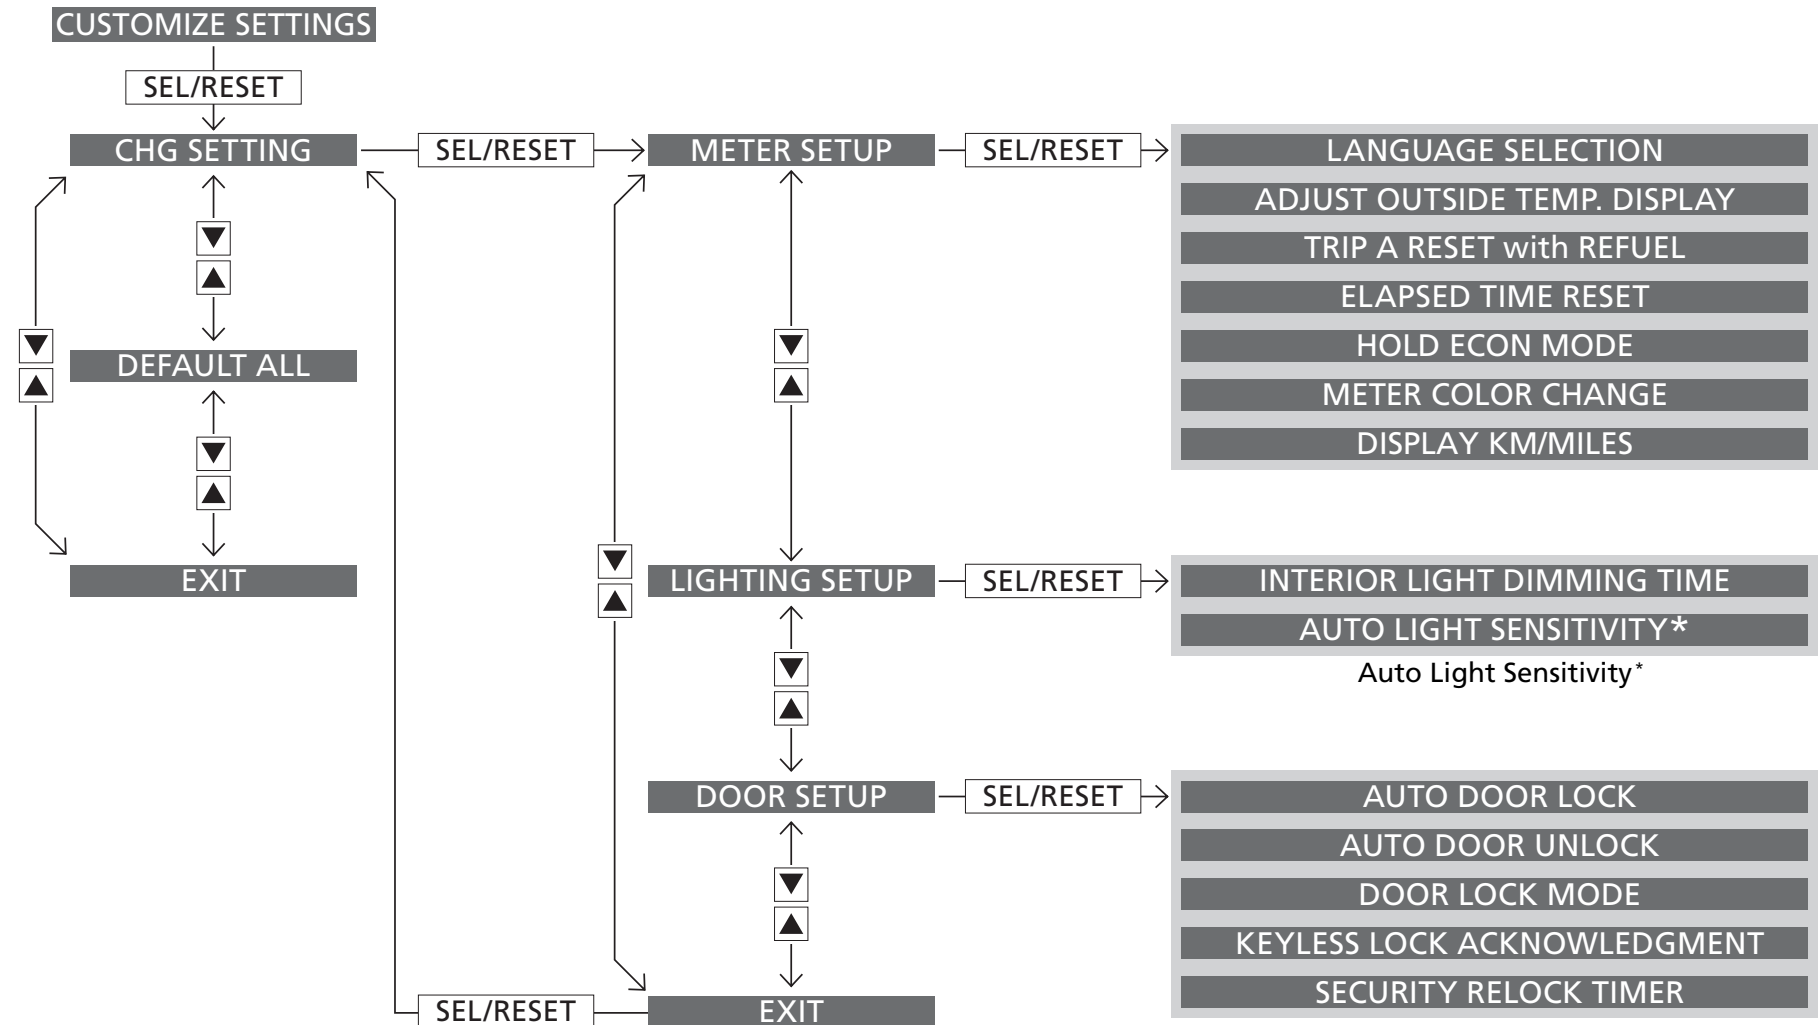 CUSTOMIZE SETTINGS
SEL/RESET
CHG SETTING
SEL/RESET
METER SETUP
SEL/RESET
LANGUAGE SELECTION
ADJUST OUTSIDE TEMP. DISPLAY
TRIP A RESET with REFUEL
ELAPSED TIME RESET
HOLD ECON MODE
METER COLOR CHANGE
DISPLAY KM/MILES
DEFAULT ALL
EXIT
LIGHTING SETUP
SEL/RESET
INTERIOR LIGHT DIMMING TIME
AUTO LIGHT SENSITIVITY*
Auto Light Sensitivity*
DOOR SETUP
SEL/RESET
AUTO DOOR LOCK
AUTO DOOR UNLOCK
DOOR LOCK MODE
KEYLESS LOCK ACKNOWLEDGMENT
SECURITY RELOCK TIMER
SEL/RESET
EXIT